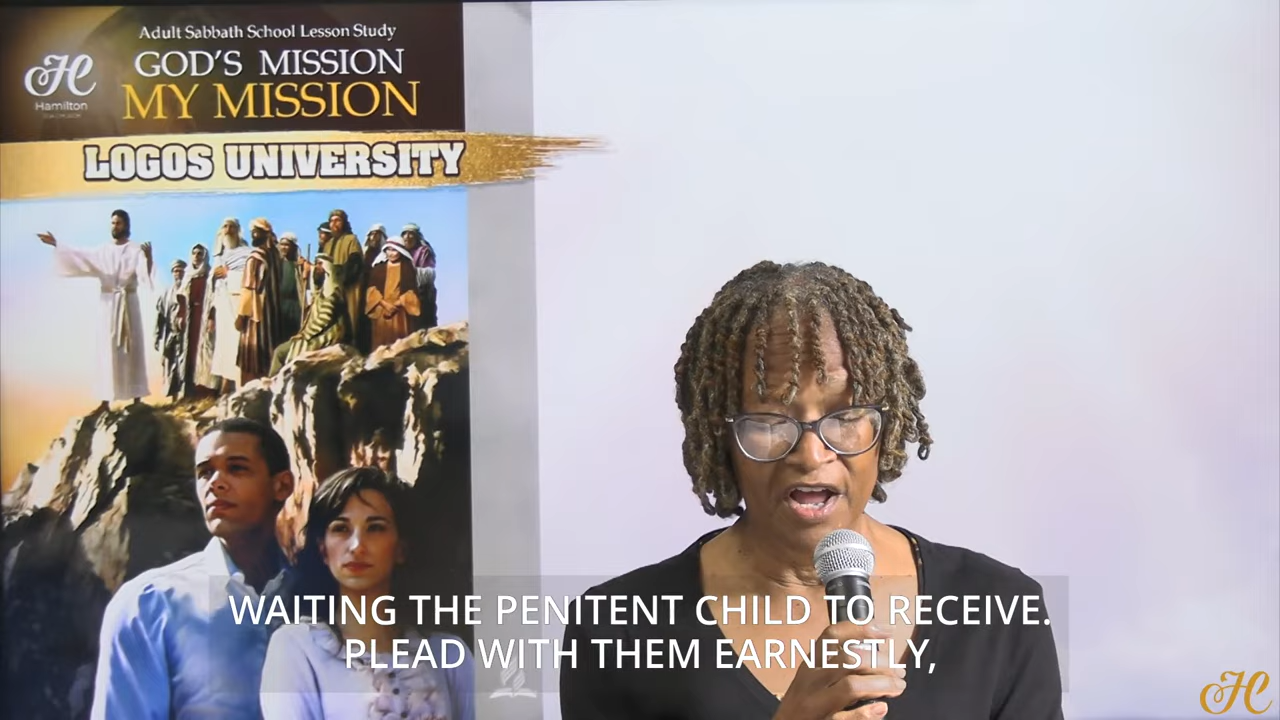 Adult Sabbath School Lesson Study
GOD'S MISSION
MY MISSION
H
Hamilton
LOGOS UNIVERSITY
WAITING THE PENITENT CHILD TO RECEIVE.
PLEAD WITH THEM EARNESTLY,
H